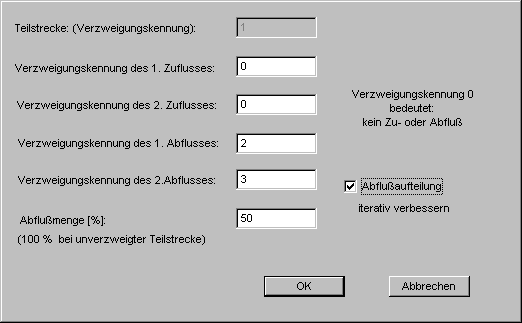 Teilstrecke: (Verzweigungskennung): 1
Verzweigungskennung des 1. Zuflusses: 0
Verzweigungskennung des 2. Zuflusses: 0
Verzweigungskennung 0
bedeutet:
kein Zu- oder Abfluß
Verzweigungskennung des 1. Abflusses: 2
Verzweigungskennung des 2.Abflusses: 3
Abflußaufteilung
iterativ verbessern
Abflußmenge [%]: 50
(100 % bei unverzweigter Teilstrecke)
OK
Abbrechen